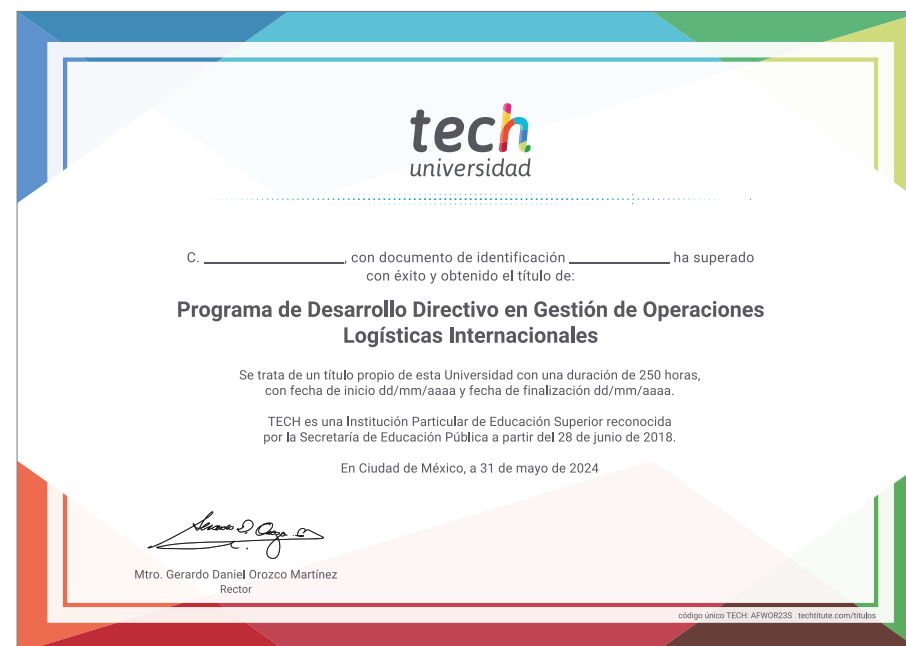 tech
universidad
C. ____________, con documento de identificación ____________ ha superado
con éxito y obtenido el título de:
Programa de Desarrollo Directivo en Gestión de Operaciones
Logísticas Internacionales
Se trata de un título propio de esta Universidad con una duración de 250 horas,
con fecha de inicio dd/mm/aaaa y fecha de finalización dd/mm/aaaa.
TECH es una Institución Particular de Educación Superior reconocida
por la Secretaría de Educación Pública a partir del 28 de junio de 2018.
En Ciudad de México, a 31 de mayo de 2024
Mtro. Gerardo Daniel Orozco Martínez
Rector
código único TECH: AFWOR23S techtitute.com/titulos